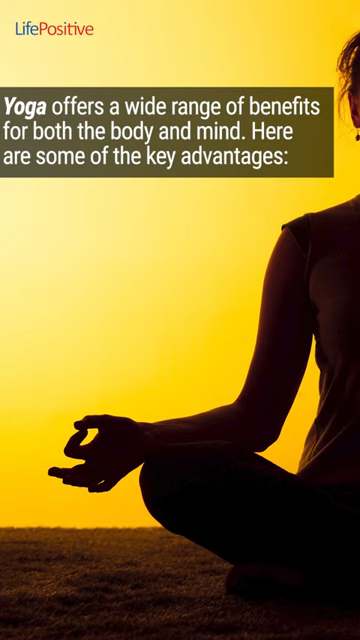 LifePositive
Yoga offers a wide range of benefits
for both the body and mind. Here
are some of the key advantages: